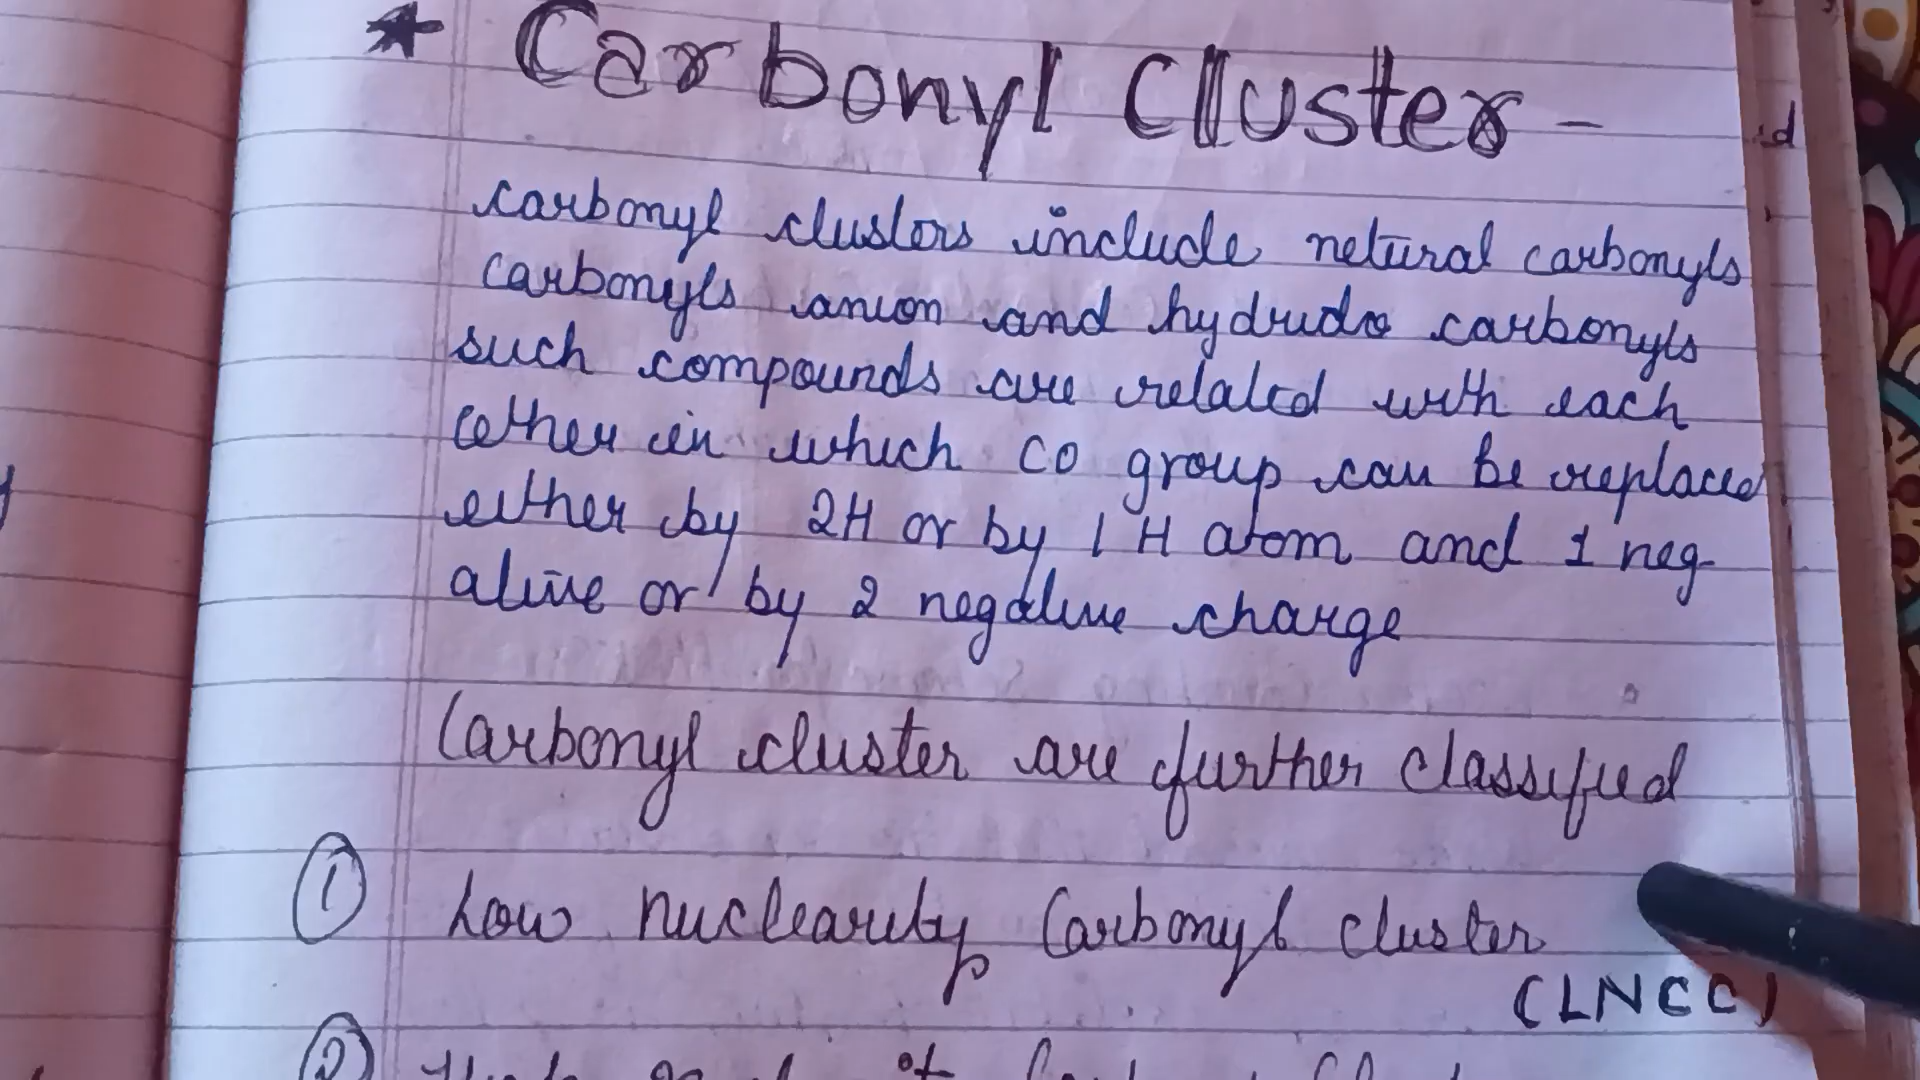 * Carbonyl Cluster -
carbonyl clusters include netural carbonyls
carbonyls anion and hydrido carbonyls
such compounds are related with each
other in which CO group can be replaced
either by 2H or by 1 H atom and 1 neg-
ative or by 2 negative charge
Carbonyl cluster are further classified
① Low nuclearity Carbonyl cluster
(LNCC)
②